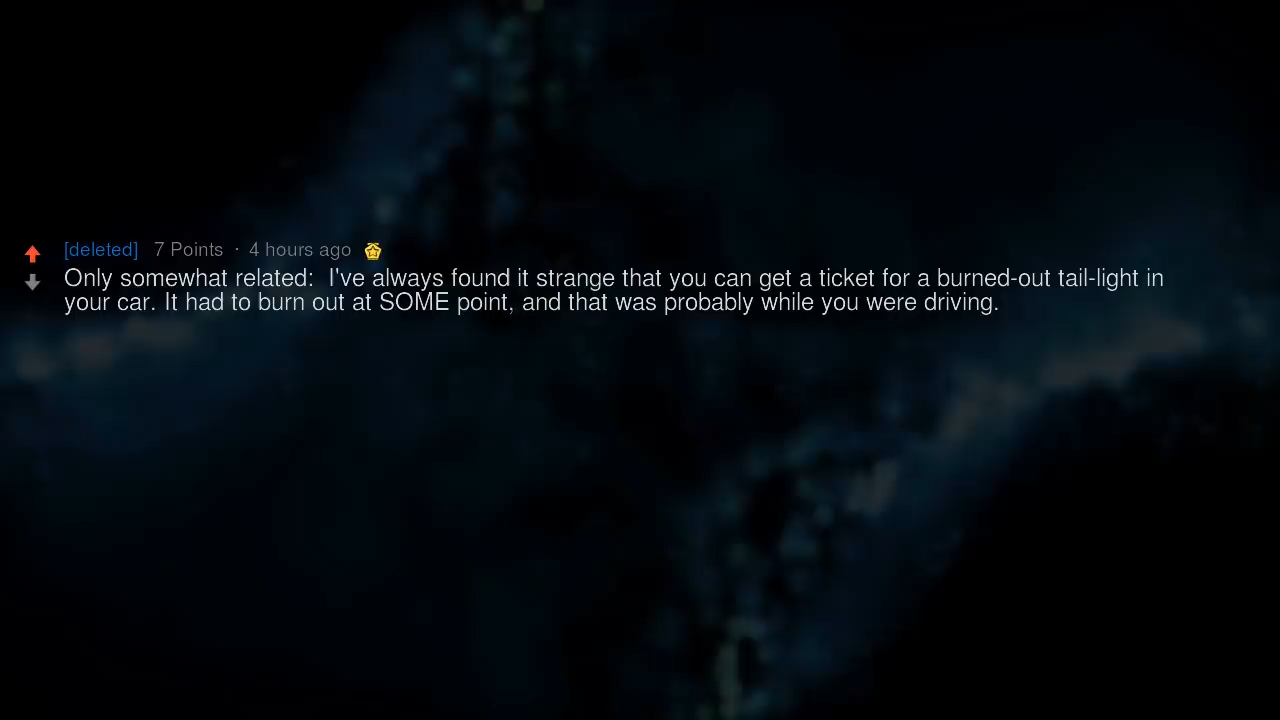 [deleted] 7 Points · 4 hours ago
Only somewhat related:  I've always found it strange that you can get a ticket for a burned-out tail-light in
your car. It had to burn out at SOME point, and that was probably while you were driving.